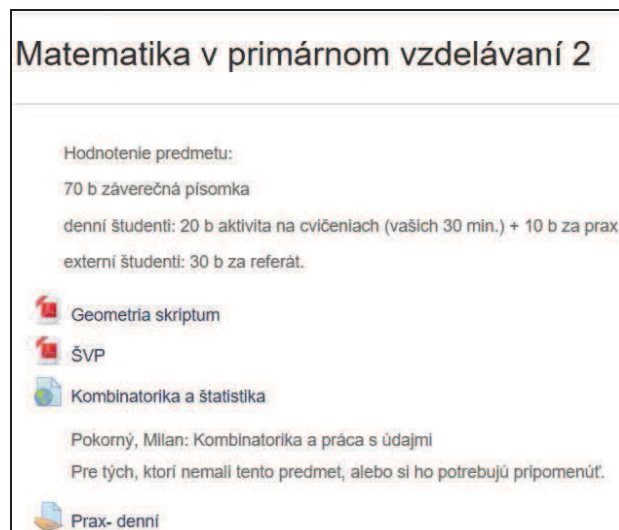 Matematika v primárnom vzdelávaní 2
Hodnotenie predmetu:
70 b záverečná písomka
denní študenti: 20 b aktivita na cvičeniach (vašich 30 min.) + 10 b za prax
externí študenti: 30 b za referát.
Geometria skriptum
ŠVP
Kombinatorika a štatistika
Pokorný, Milan: Kombinatorika a práca s údajmi
Pre tých, ktorí nemali tento predmet, alebo si ho potrebujú pripomenúť.
Prax- denní